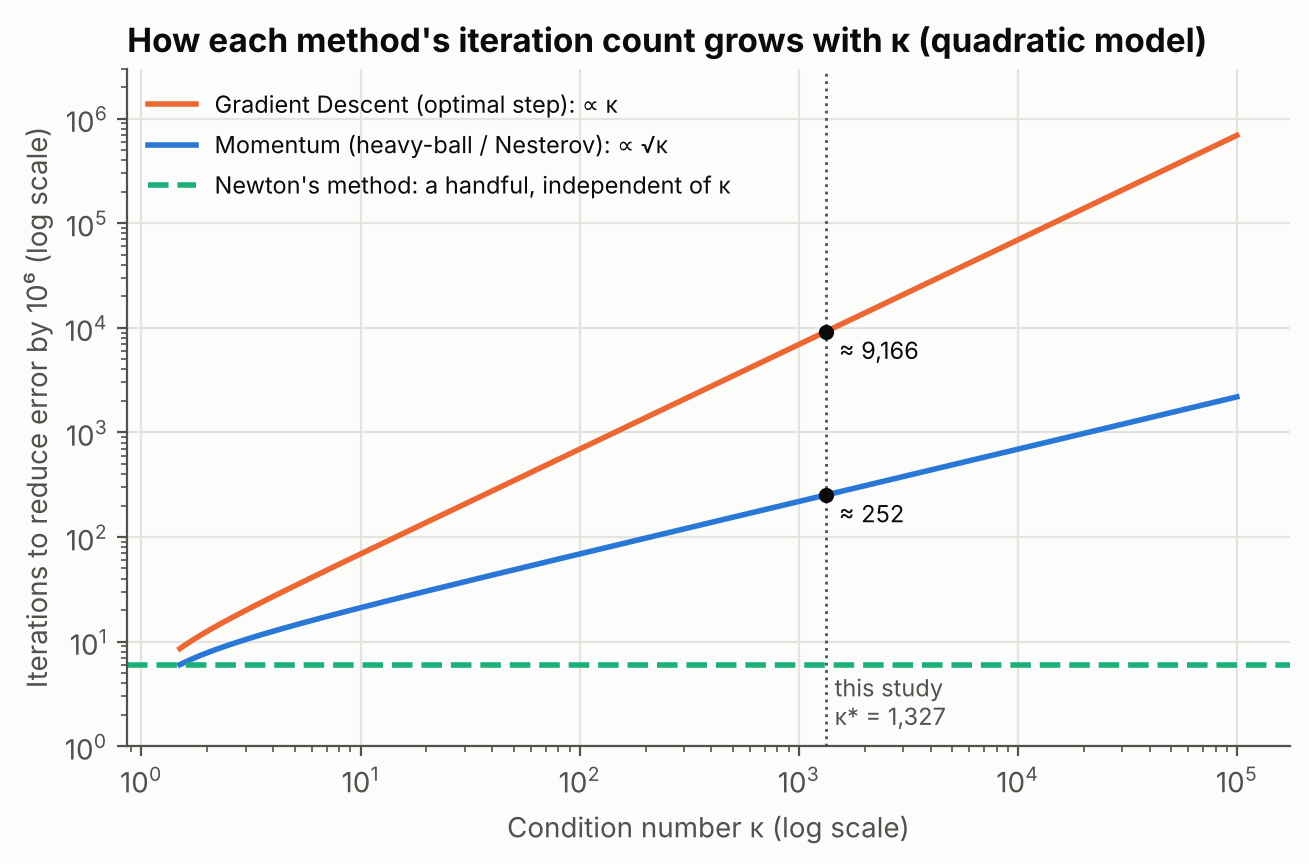 How each method's iteration count grows with κ (quadratic model)
Gradient Descent (optimal step): ∝ κ
Momentum (heavy-ball / Nesterov): ∝ √κ
Newton's method: a handful, independent of κ
Iterations to reduce error by 10⁶ (log scale)
10⁶
10⁵
10⁴
10³
10²
10¹
10⁰
≈ 9,166
≈ 252
this study
κ* = 1,327
10⁰ 10¹ 10² 10³ 10⁴ 10⁵
Condition number κ (log scale)